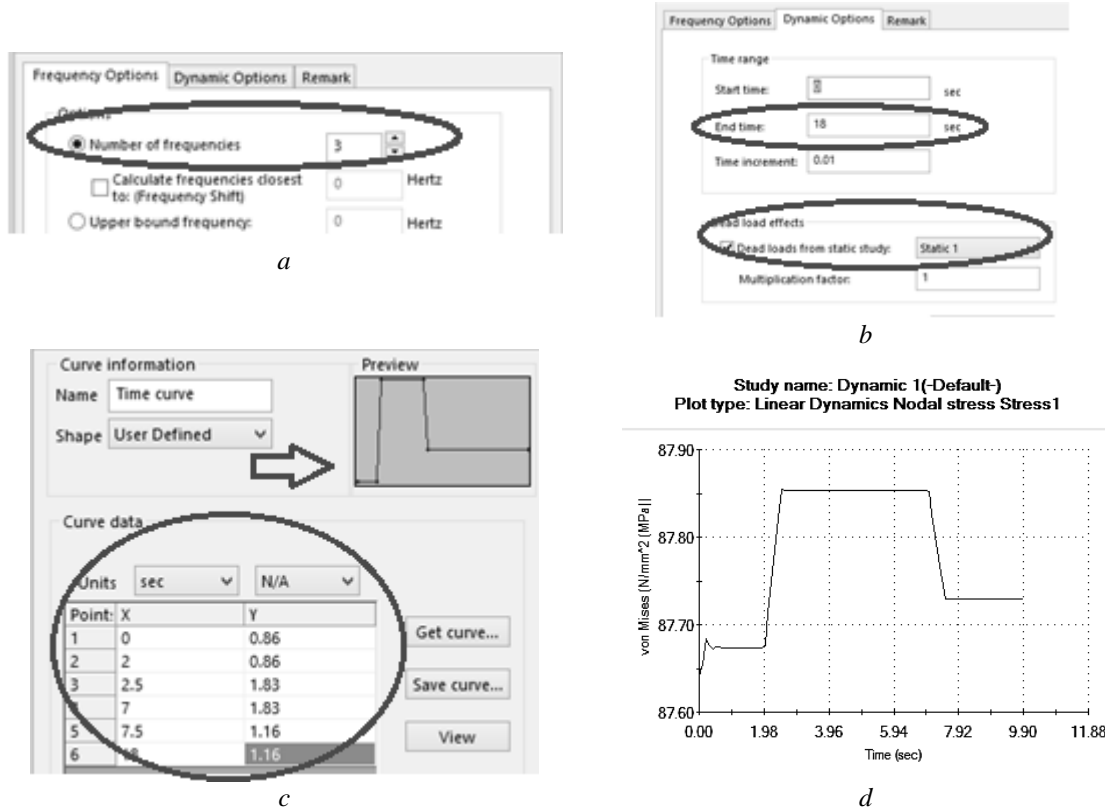 Frequency Options Dynamic Options Remark
Options
Number of frequencies 3
Calculate frequencies closest
to: (Frequency Shift) 0 Hertz
Upper bound frequency: 0 Hertz
a
Frequency Options Dynamic Options Remark
Time range
Start time: sec
End time: 18 sec
Time increment: 0.01
Dead load effects
Dead loads from static study: Static 1
Multiplication factor: 1
b
Curve information
Name Time curve
Shape User Defined
Preview
Curve data
Units sec N/A
Point: X Y
1 0 0.86
2 2 0.86
3 2.5 1.83
7 1.83
5 7.5 1.16
6 1.16
Get curve...
Save curve...
View
c
Study name: Dynamic 1(-Default-)
Plot type: Linear Dynamics Nodal stress Stress1
von Mises (N/mm^2 (MPa))
87.90
87.80
87.70
87.60
0.00 1.98 3.96 5.94 7.92 9.90 11.88
Time (sec)
d